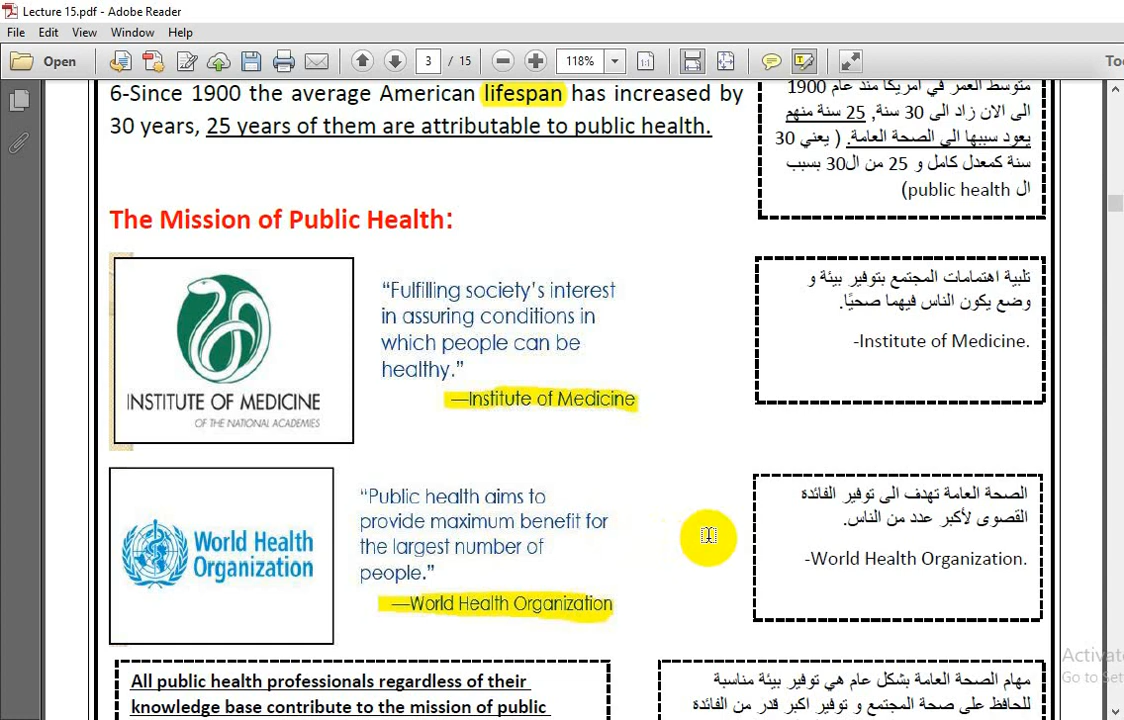 Lecture 15.pdf - Adobe Reader
File Edit View Window Help
Open 3 / 15 118% To
6-Since 1900 the average American lifespan has increased by
30 years, 25 years of them are attributable to public health.
متوسط العمر في امريكا منذ عام 1900
الى الان زاد الى 30 سنة, 25 سنة منهم
يعود سببها الى الصحة العامة. ( يعني 30
سنة كمعدل كامل و 25 من ال30 بسبب
ال public health)
The Mission of Public Health:
INSTITUTE OF MEDICINE
OF THE NATIONAL ACADEMIES
“Fulfilling society’s interest
in assuring conditions in
which people can be
healthy.”
—Institute of Medicine
تلبية اهتمامات المجتمع بتوفير بيئة و
وضع يكون الناس فيهما صحيًا.
-Institute of Medicine.
World Health
Organization
“Public health aims to
provide maximum benefit for
the largest number of
people.”
—World Health Organization
الصحة العامة تهدف الى توفير الفائدة
القصوى لأكبر عدد من الناس.
-World Health Organization.
All public health professionals regardless of their
knowledge base contribute to the mission of public
مهام الصحة العامة بشكل عام هي توفير بيئة مناسبة
للحافظ على صحة المجتمع و توفير اكبر قدر من الفائدة
Activat
Go to Set